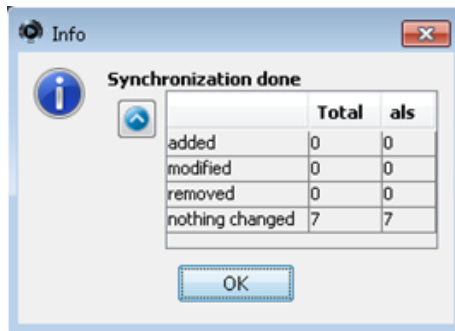 Info
Synchronization done
Total als
added 0 0
modified 0 0
removed 0 0
nothing changed 7 7
OK